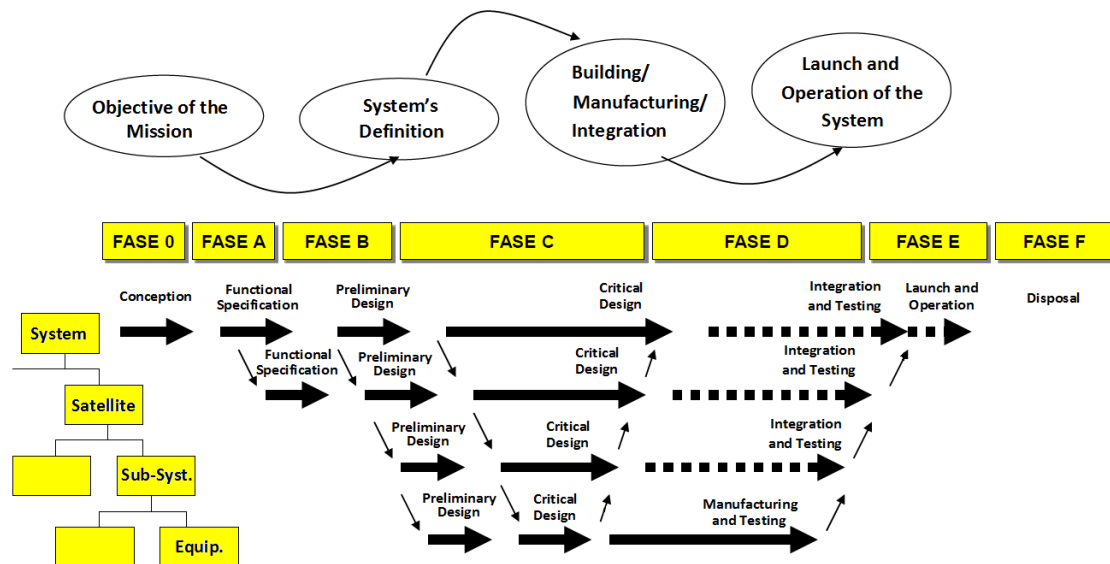 Objective of the
Mission
System's
Definition
Building/
Manufacturing/
Integration
Launch and
Operation of the
System
FASE 0
FASE A
FASE B
FASE C
FASE D
FASE E
FASE F
Conception
Functional
Specification
Preliminary
Design
Critical
Design
Integration
and Testing
Launch and
Operation
Disposal
System
Functional
Specification
Preliminary
Design
Critical
Design
Integration
and Testing
Satellite
Preliminary
Design
Critical
Design
Integration
and Testing
Sub-Syst.
Preliminary
Design
Critical
Design
Manufacturing
and Testing
Equip.